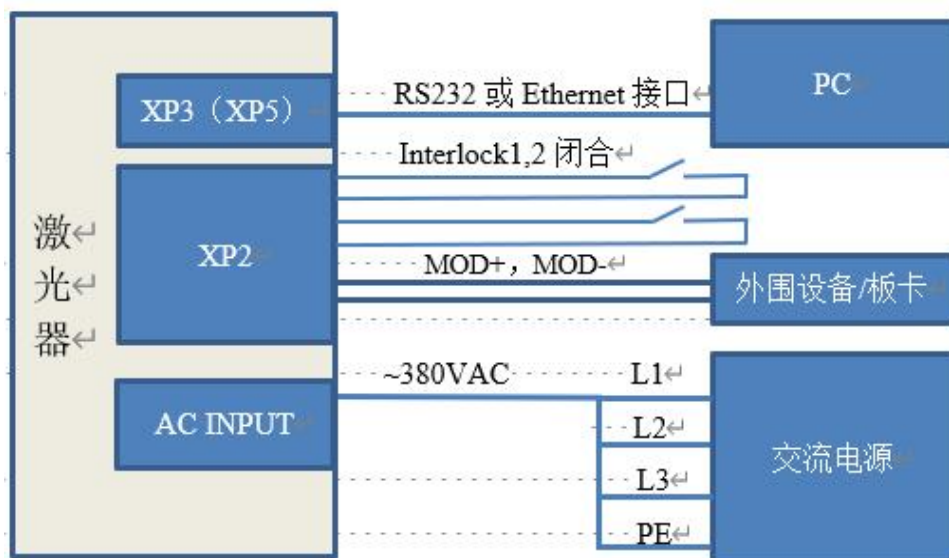 激光器
XP3（XP5）
XP2
AC INPUT
RS232 或 Ethernet 接口
Interlock1,2 闭合
MOD+，MOD-
~380VAC
L1
L2
L3
PE
PC
外围设备/板卡
交流电源